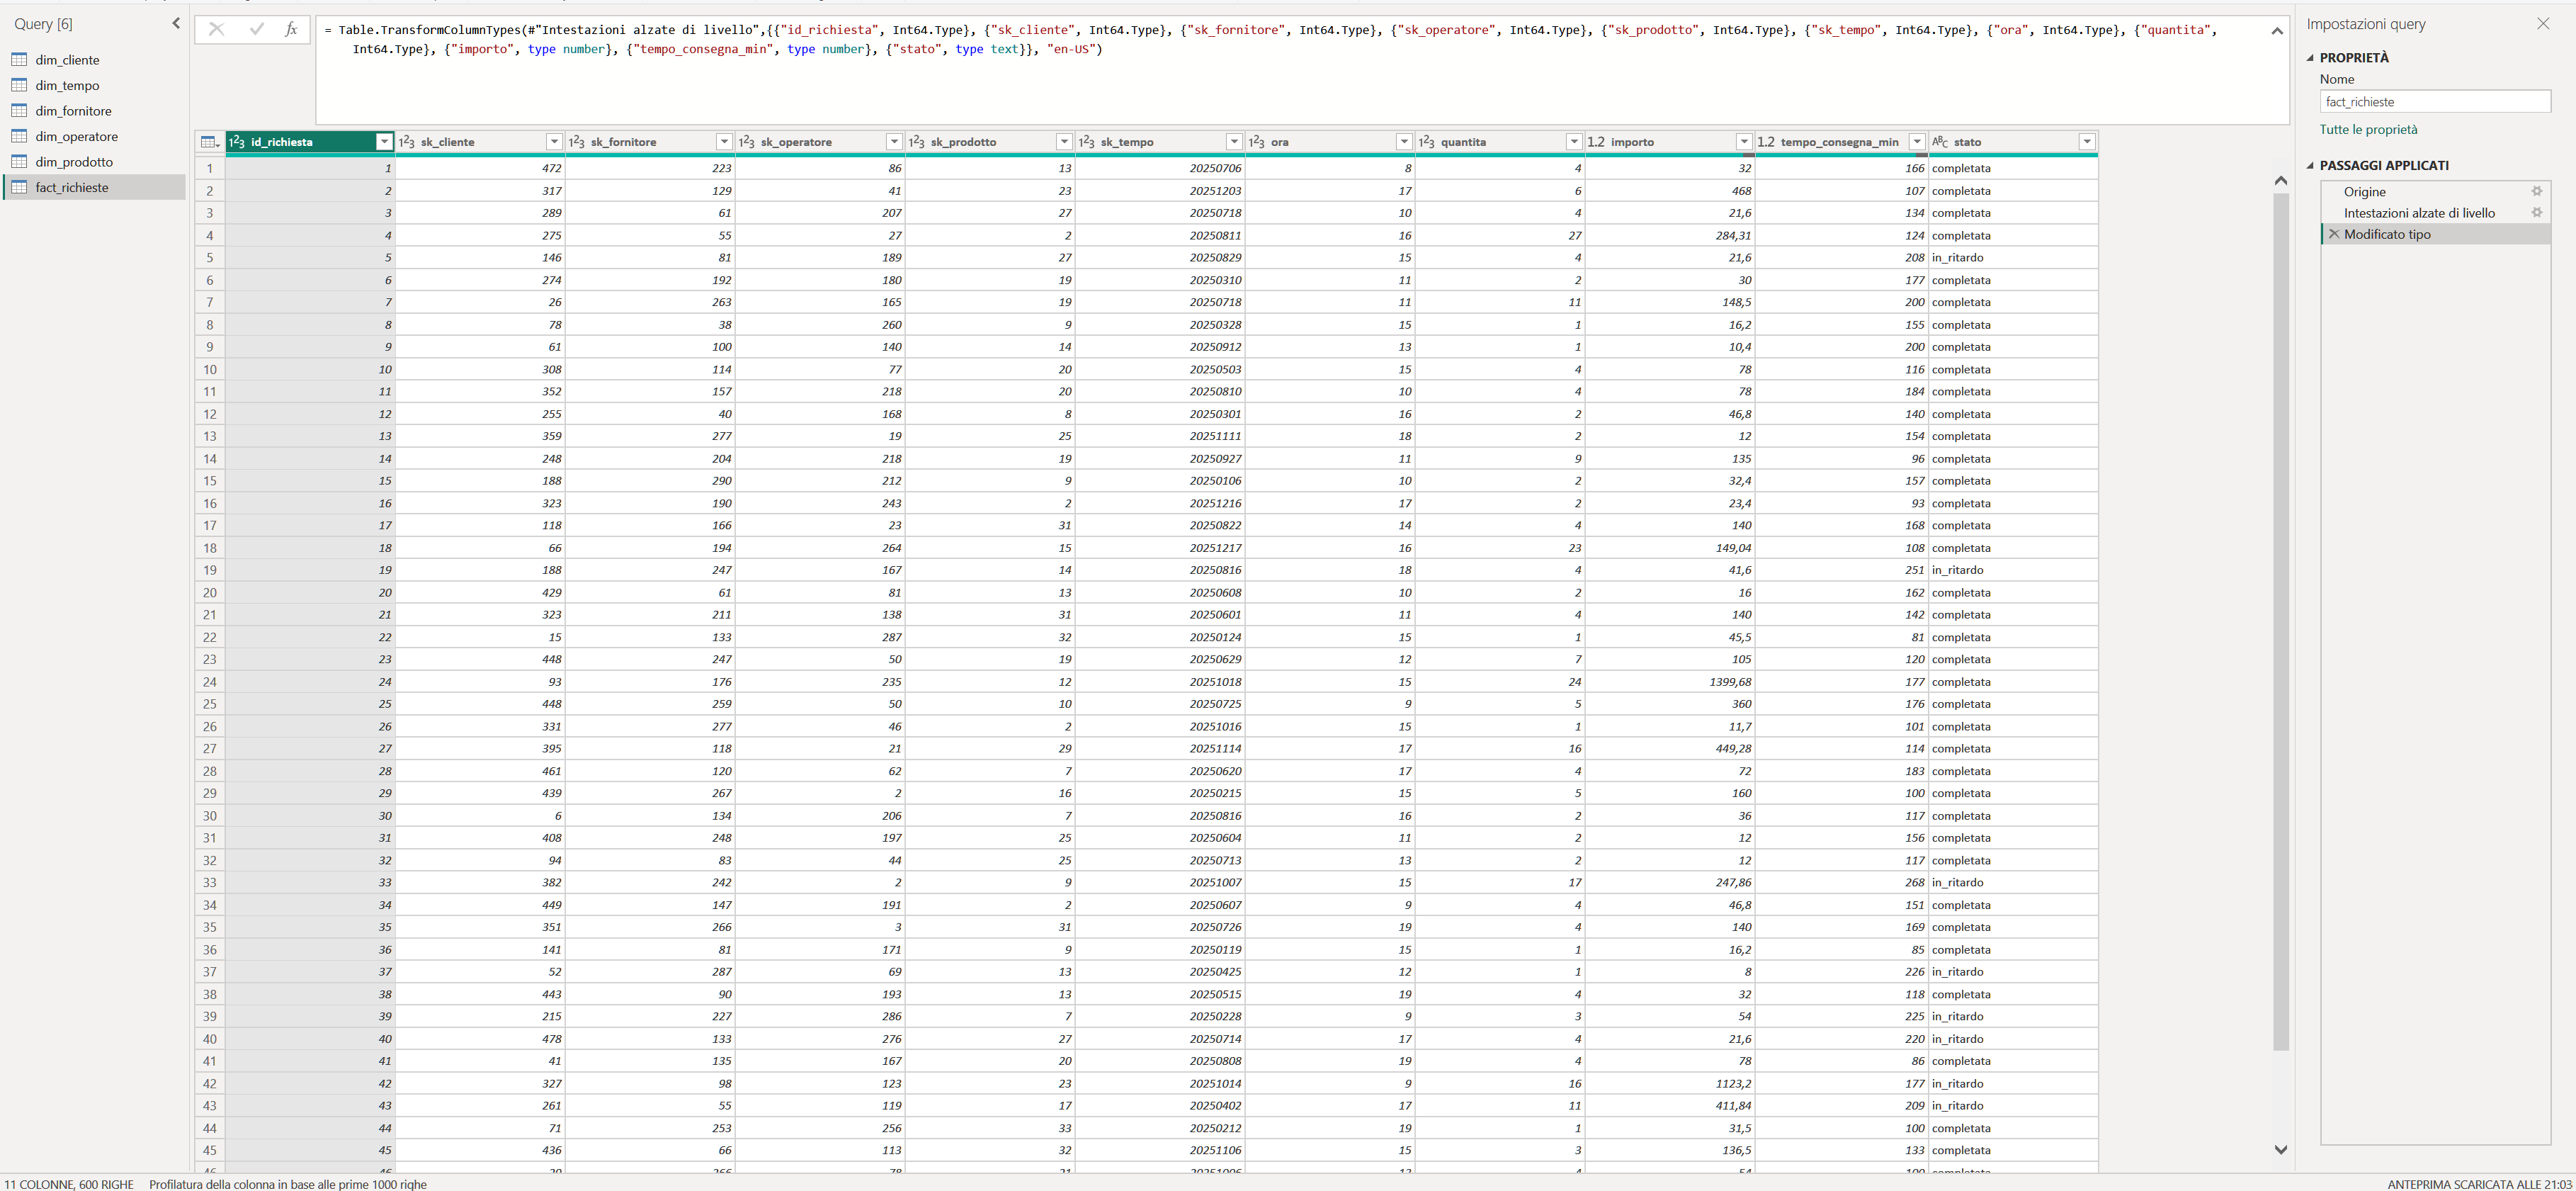 Query [6]
dim_cliente
dim_tempo
dim_fornitore
dim_operatore
dim_prodotto
fact_richieste
fx
= Table.TransformColumnTypes(#"Intestazioni alzate di livello",{{"id_richiesta", Int64.Type}, {"sk_cliente", Int64.Type}, {"sk_fornitore", Int64.Type}, {"sk_operatore", Int64.Type}, {"sk_prodotto", Int64.Type}, {"sk_tempo", Int64.Type}, {"ora", Int64.Type}, {"quantita",
Int64.Type}, {"importo", type number}, {"tempo_consegna_min", type number}, {"stato", type text}}, "en-US")
123 id_richiesta 123 sk_cliente 123 sk_fornitore 123 sk_operatore 123 sk_prodotto 123 sk_tempo 123 ora 123 quantita 1.2 importo 1.2 tempo_consegna_min ABC stato
1 1 472 223 86 13 20250706 8 4 32 166 completata
2 2 317 129 41 23 20251203 17 6 468 107 completata
3 3 289 61 207 27 20250718 10 4 21,6 134 completata
4 4 275 55 27 2 20250811 16 27 284,31 124 completata
5 5 146 81 189 27 20250829 15 4 21,6 208 in_ritardo
6 6 274 192 180 19 20250310 11 2 30 177 completata
7 7 26 263 165 19 20250718 11 11 148,5 200 completata
8 8 78 38 260 9 20250328 15 1 16,2 155 completata
9 9 61 100 140 14 20250912 13 1 10,4 200 completata
10 10 308 114 77 20 20250503 15 4 78 116 completata
11 11 352 157 218 20 20250810 10 4 78 184 completata
12 12 255 40 168 8 20250301 16 2 46,8 140 completata
13 13 359 277 19 25 20251111 18 2 12 154 completata
14 14 248 204 218 19 20250927 11 9 135 96 completata
15 15 188 290 212 9 20250106 10 2 32,4 157 completata
16 16 323 190 243 2 20251216 17 2 23,4 93 completata
17 17 118 166 23 31 20250822 14 4 140 168 completata
18 18 66 194 264 15 20251217 16 23 149,04 108 completata
19 19 188 247 167 14 20250816 18 4 41,6 251 in_ritardo
20 20 429 61 81 13 20250608 10 2 16 162 completata
21 21 323 211 138 31 20250601 11 4 140 142 completata
22 22 15 133 287 32 20250124 15 1 45,5 81 completata
23 23 448 247 50 19 20250629 12 7 105 120 completata
24 24 93 176 235 12 20251018 15 24 1399,68 177 completata
25 25 448 259 50 10 20250725 9 5 360 176 completata
26 26 331 277 46 2 20251016 15 1 11,7 101 completata
27 27 395 118 21 29 20251114 17 16 449,28 114 completata
28 28 461 120 62 7 20250620 17 4 72 183 completata
29 29 439 267 2 16 20250215 15 5 160 100 completata
30 30 6 134 206 7 20250816 16 2 36 117 completata
31 31 408 248 197 25 20250604 11 2 12 156 completata
32 32 94 83 44 25 20250713 13 2 12 117 completata
33 33 382 242 2 9 20251007 15 17 247,86 268 in_ritardo
34 34 449 147 191 2 20250607 9 4 46,8 151 completata
35 35 351 266 3 31 20250726 19 4 140 169 completata
36 36 141 81 171 9 20250119 15 1 16,2 85 completata
37 37 52 287 69 13 20250425 12 1 8 226 in_ritardo
38 38 443 90 193 13 20250515 19 4 32 118 completata
39 39 215 227 286 7 20250228 9 3 54 225 in_ritardo
40 40 478 133 276 27 20250714 17 4 21,6 220 in_ritardo
41 41 41 135 167 20 20250808 19 4 78 86 completata
42 42 327 98 123 23 20251014 9 16 1123,2 177 in_ritardo
43 43 261 55 119 17 20250402 17 11 411,84 209 in_ritardo
44 44 71 253 256 33 20250212 19 1 31,5 100 completata
45 45 436 66 113 32 20251106 15 3 136,5 133 completata
Impostazioni query
PROPRIETÀ
Nome
fact_richieste
Tutte le proprietà
PASSAGGI APPLICATI
Origine
Intestazioni alzate di livello
Modificato tipo
11 COLONNE, 600 RIGHE Profilatura della colonna in base alle prime 1000 righe
ANTEPRIMA SCARICATA ALLE 21:03